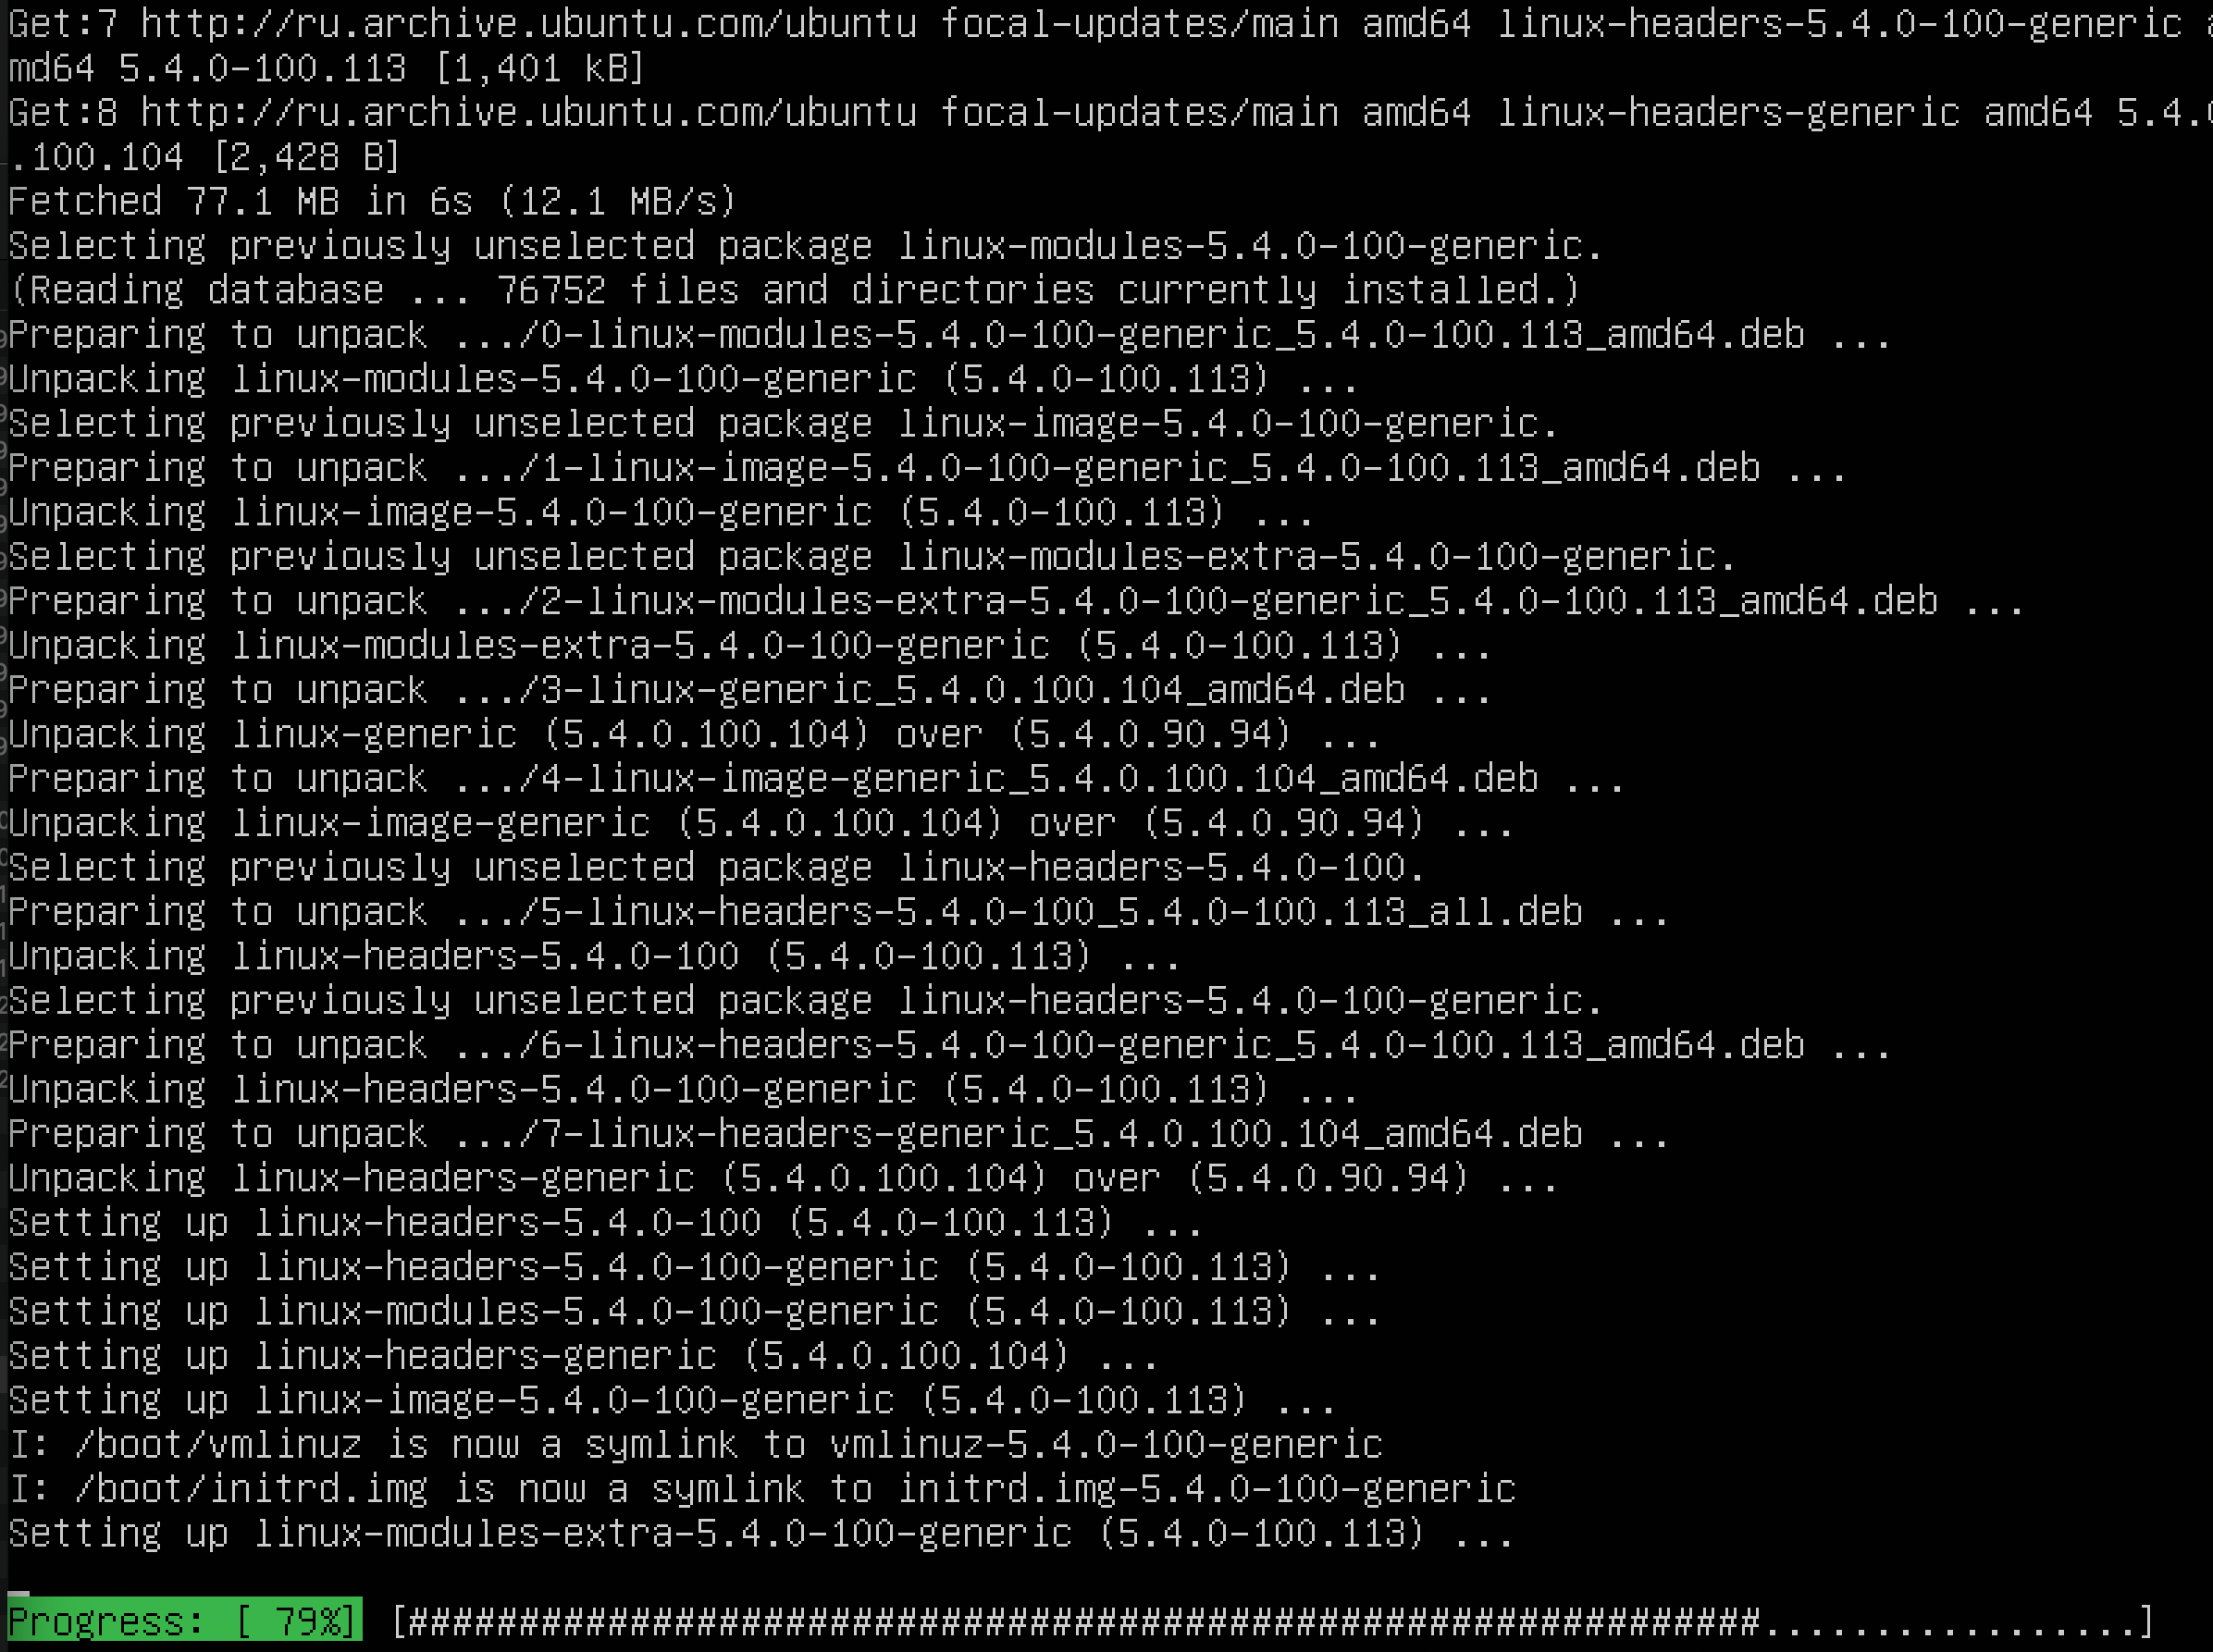 Get:7 http://ru.archive.ubuntu.com/ubuntu focal-updates/main amd64 linux-headers-5.4.0-100-generic a
md64 5.4.0-100.113 [1,401 kB]
Get:8 http://ru.archive.ubuntu.com/ubuntu focal-updates/main amd64 linux-headers-generic amd64 5.4.0
.100.104 [2,428 B]
Fetched 77.1 MB in 6s (12.1 MB/s)
Selecting previously unselected package linux-modules-5.4.0-100-generic.
(Reading database ... 76752 files and directories currently installed.)
Preparing to unpack .../0-linux-modules-5.4.0-100-generic_5.4.0-100.113_amd64.deb ...
Unpacking linux-modules-5.4.0-100-generic (5.4.0-100.113) ...
Selecting previously unselected package linux-image-5.4.0-100-generic.
Preparing to unpack .../1-linux-image-5.4.0-100-generic_5.4.0-100.113_amd64.deb ...
Unpacking linux-image-5.4.0-100-generic (5.4.0-100.113) ...
Selecting previously unselected package linux-modules-extra-5.4.0-100-generic.
Preparing to unpack .../2-linux-modules-extra-5.4.0-100-generic_5.4.0-100.113_amd64.deb ...
Unpacking linux-modules-extra-5.4.0-100-generic (5.4.0-100.113) ...
Preparing to unpack .../3-linux-generic_5.4.0.100.104_amd64.deb ...
Unpacking linux-generic (5.4.0.100.104) over (5.4.0.90.94) ...
Preparing to unpack .../4-linux-image-generic_5.4.0.100.104_amd64.deb ...
Unpacking linux-image-generic (5.4.0.100.104) over (5.4.0.90.94) ...
Selecting previously unselected package linux-headers-5.4.0-100.
Preparing to unpack .../5-linux-headers-5.4.0-100_5.4.0-100.113_all.deb ...
Unpacking linux-headers-5.4.0-100 (5.4.0-100.113) ...
Selecting previously unselected package linux-headers-5.4.0-100-generic.
Preparing to unpack .../6-linux-headers-5.4.0-100-generic_5.4.0-100.113_amd64.deb ...
Unpacking linux-headers-5.4.0-100-generic (5.4.0-100.113) ...
Preparing to unpack .../7-linux-headers-generic_5.4.0.100.104_amd64.deb ...
Unpacking linux-headers-generic (5.4.0.100.104) over (5.4.0.90.94) ...
Setting up linux-headers-5.4.0-100 (5.4.0-100.113) ...
Setting up linux-headers-5.4.0-100-generic (5.4.0-100.113) ...
Setting up linux-modules-5.4.0-100-generic (5.4.0-100.113) ...
Setting up linux-headers-generic (5.4.0.100.104) ...
Setting up linux-image-5.4.0-100-generic (5.4.0-100.113) ...
I: /boot/vmlinuz is now a symlink to vmlinuz-5.4.0-100-generic
I: /boot/initrd.img is now a symlink to initrd.img-5.4.0-100-generic
Setting up linux-modules-extra-5.4.0-100-generic (5.4.0-100.113) ...
Progress: [ 79%] [#############################################################.................]